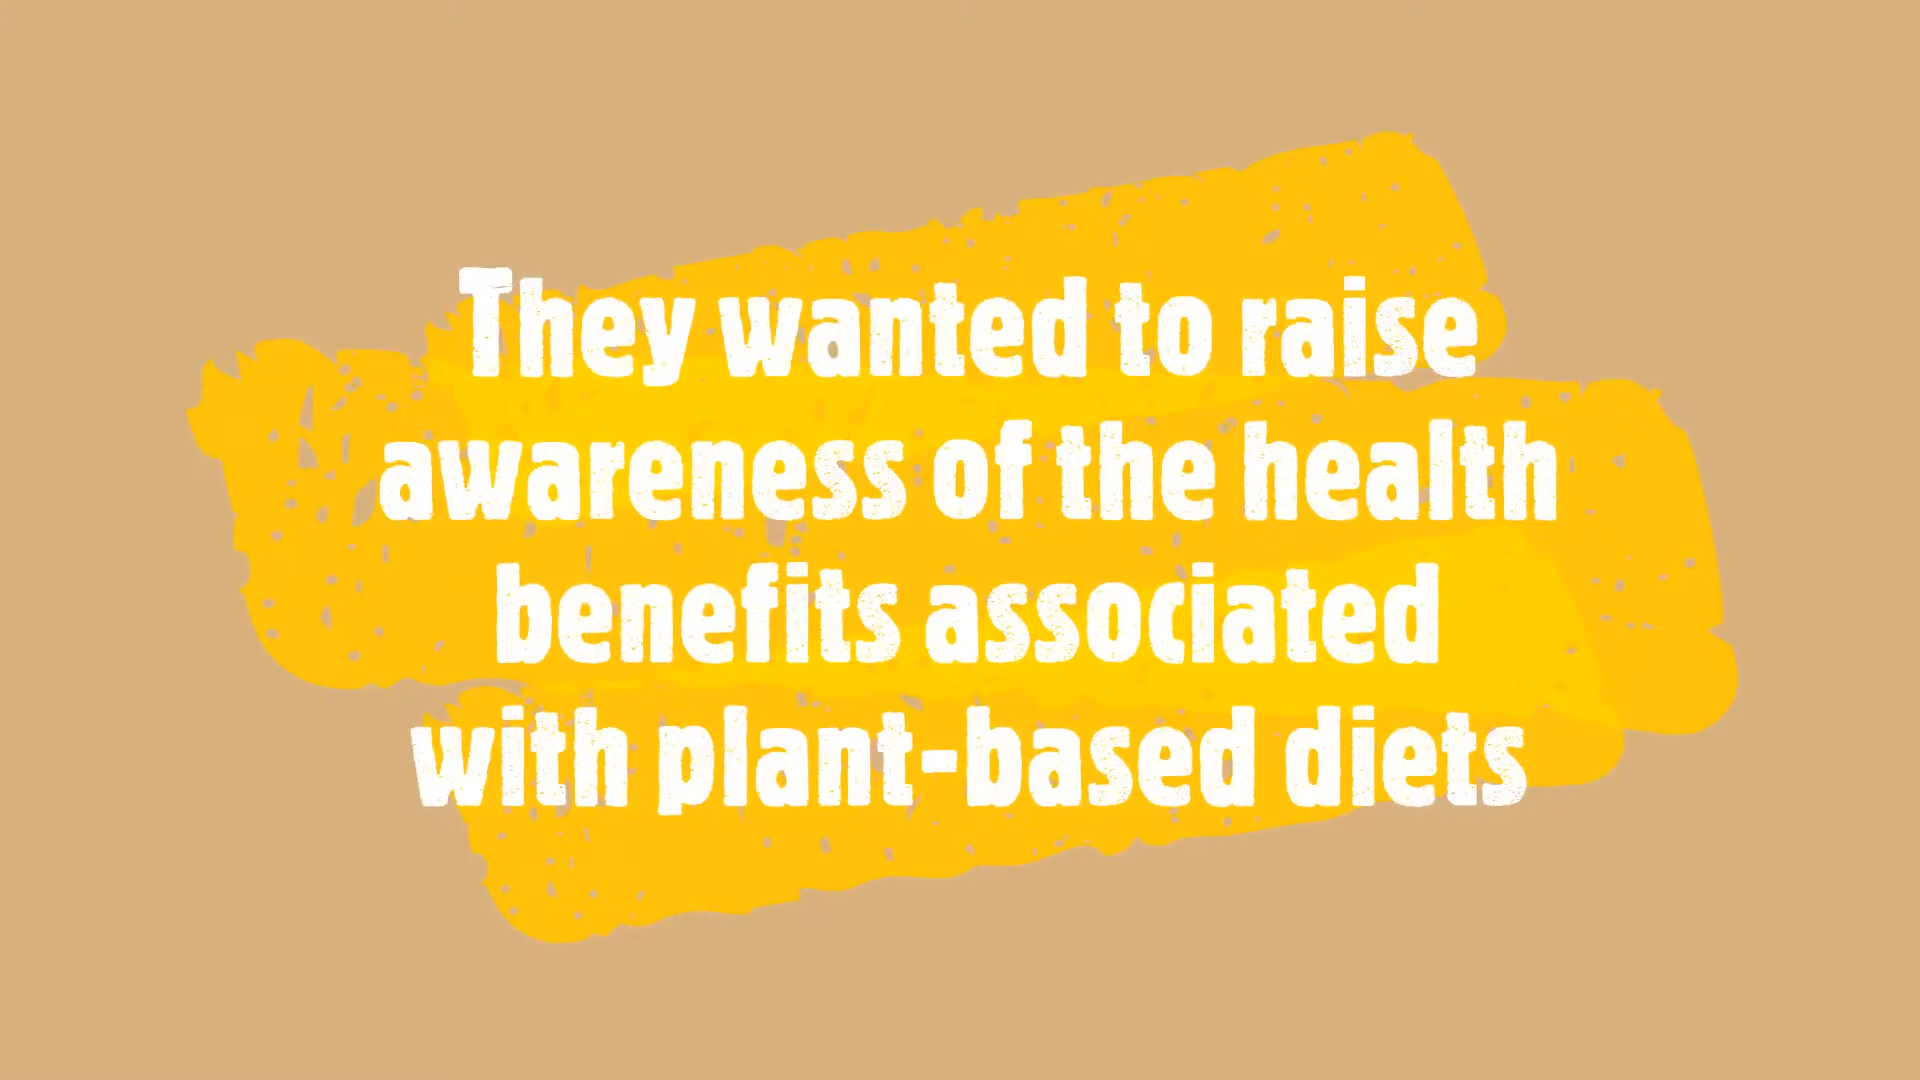 They wanted to raise
awareness of the health
benefits associated
with plant-based diets